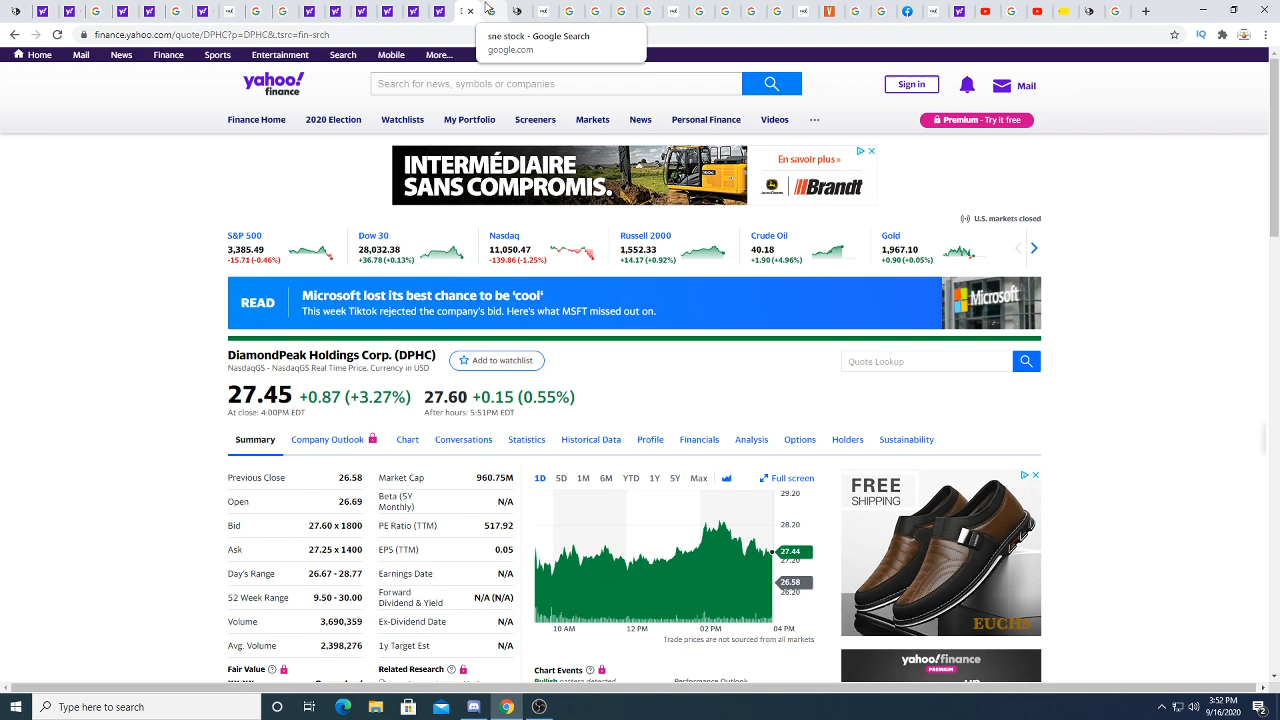 sne stock - Google Search
google.com
finance.yahoo.com/quote/DPHC?p=DPHC&.tsrc=fin-srch
Home Mail News Finance Sports Entertainment Search Mobile More...
yahoo!
finance
Search for news, symbols or companies
Sign in
Mail
Finance Home 2020 Election Watchlists My Portfolio Screeners Markets News Personal Finance Videos ...
Premium - Try it free
INTERMÉDIAIRE
SANS COMPROMIS.
En savoir plus »
Brandt
U.S. markets closed
S&P 500
3,385.49
-15.71 (-0.46%)
Dow 30
28,032.38
+36.78 (+0.13%)
Nasdaq
11,050.47
-139.86 (-1.25%)
Russell 2000
1,552.33
+14.17 (+0.92%)
Crude Oil
40.18
+1.90 (+4.96%)
Gold
1,967.10
+0.90 (+0.05%)
READ
Microsoft lost its best chance to be 'cool'
This week Tiktok rejected the company's bid. Here's what MSFT missed out on.
Microsoft
DiamondPeak Holdings Corp. (DPHC)
Add to watchlist
NasdaqGS - NasdaqGS Real Time Price. Currency in USD
Quote Lookup
27.45 +0.87 (+3.27%)
At close: 4:00PM EDT
27.60 +0.15 (0.55%)
After hours: 5:51PM EDT
Summary Company Outlook Chart Conversations Statistics Historical Data Profile Financials Analysis Options Holders Sustainability
Previous Close 26.58
Open 26.69
Bid 27.60 x 1800
Ask 27.25 x 1400
Day's Range 26.67 - 28.77
52 Week Range 9.50 - 30.00
Volume 3,690,359
Avg. Volume 2,398,276
Fair Value
Market Cap 960.75M
Beta (5Y
Monthly) N/A
PE Ratio (TTM) 517.92
EPS (TTM) 0.05
Earnings Date N/A
Forward
Dividend & Yield N/A (N/A)
Ex-Dividend Date N/A
1y Target Est N/A
Related Research
1D 5D 1M 6M YTD 1Y 5Y Max
Full screen
29.20
28.20
27.44
27.20
26.58
26.20
10 AM 12 PM 02 PM 04 PM
Trade prices are not sourced from all markets
Chart Events
Bullish pattern detected
Performance Outlook
FREE
SHIPPING
EUCHS
yahoo!finance
PREMIUM
Type here to search
3:52 PM
9/16/2020
2